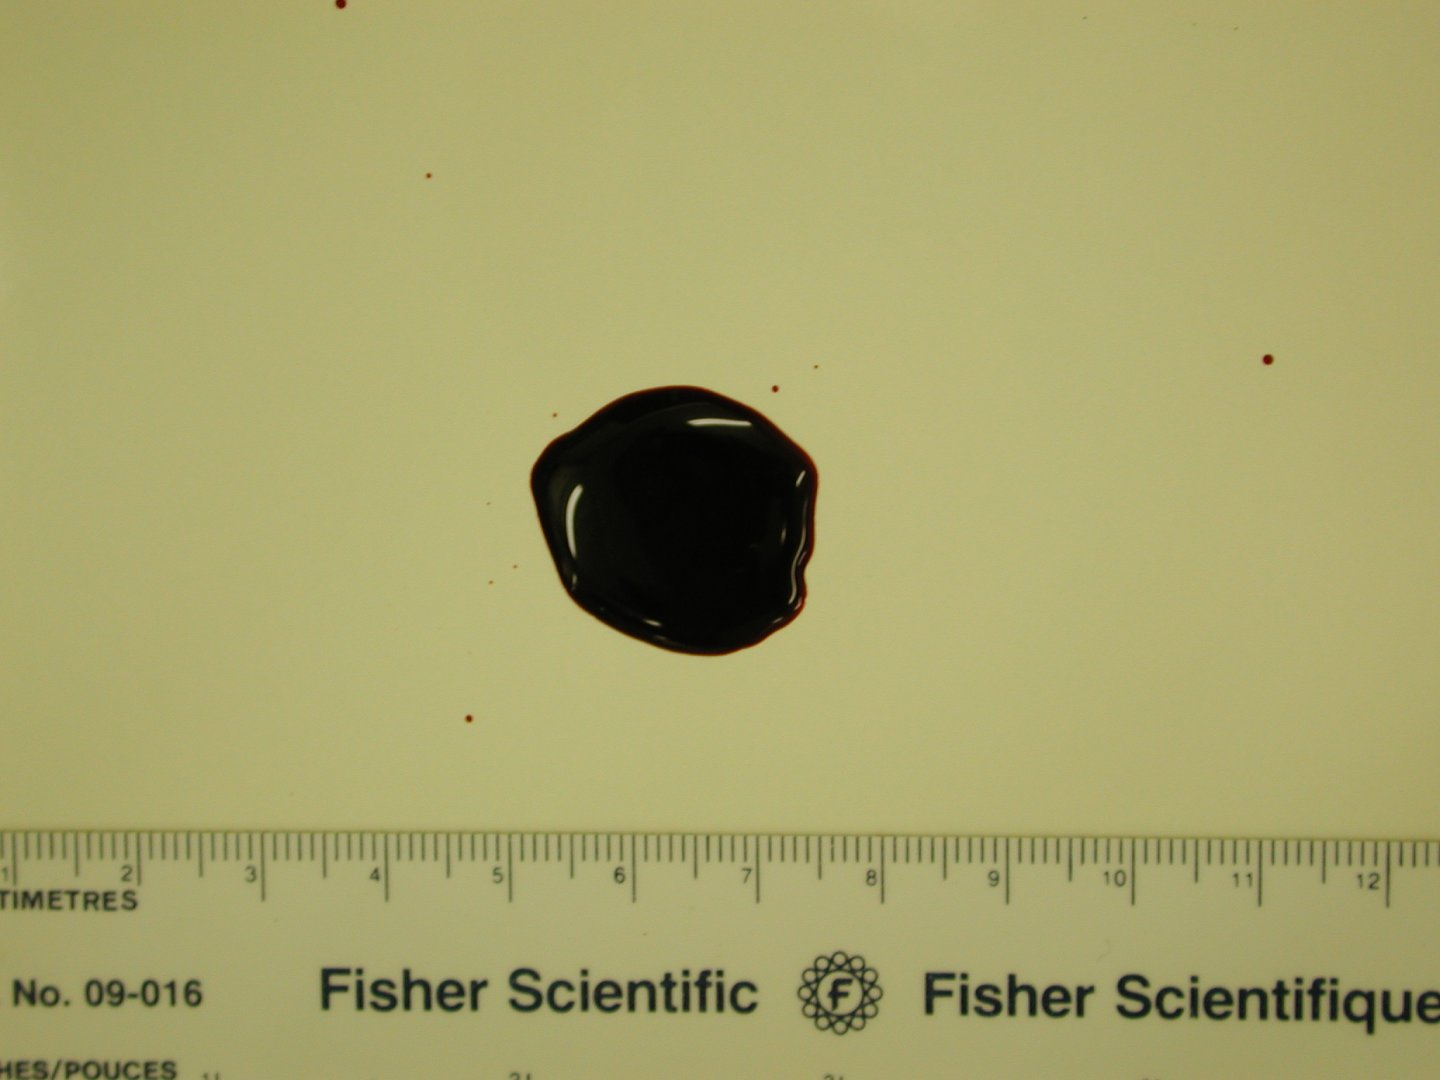 1 2 3 4 5 6 7 8 9 10 11 12
TIMETRES
No. 09-016 Fisher Scientific F Fisher Scientifique
HES/POUCES